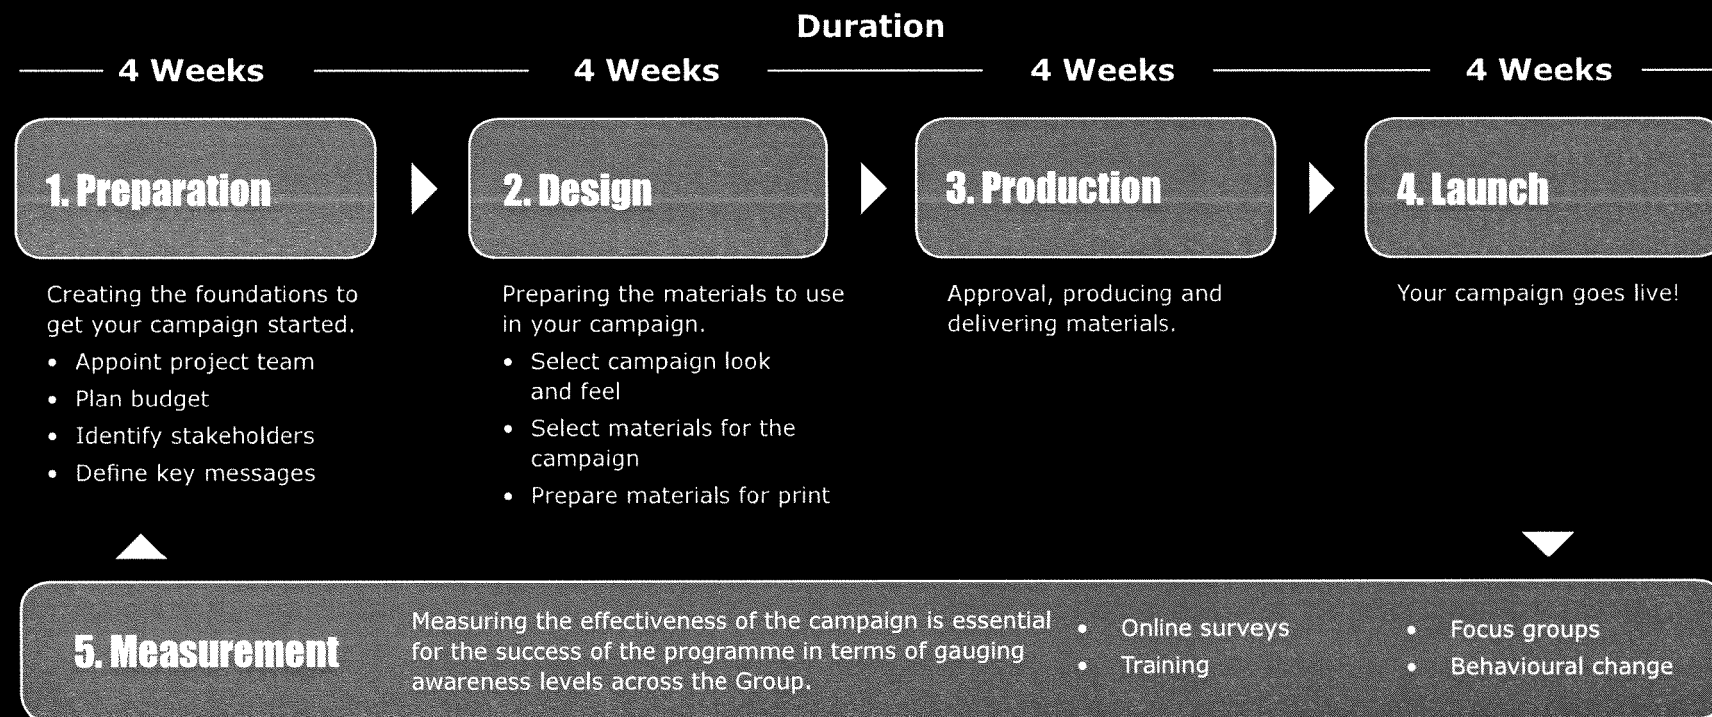 Duration
4 Weeks
4 Weeks
4 Weeks
4 Weeks
1. Preparation
2. Design
3. Production
4. Launch
Creating the foundations to
get your campaign started.
• Appoint project team
• Plan budget
• Identify stakeholders
• Define key messages
Preparing the materials to use
in your campaign.
• Select campaign look
and feel
• Select materials for the
campaign
• Prepare materials for print
Approval, producing and
delivering materials.
Your campaign goes live!
5. Measurement
Measuring the effectiveness of the campaign is essential
for the success of the programme in terms of gauging
awareness levels across the Group.
• Online surveys
• Training
• Focus groups
• Behavioural change